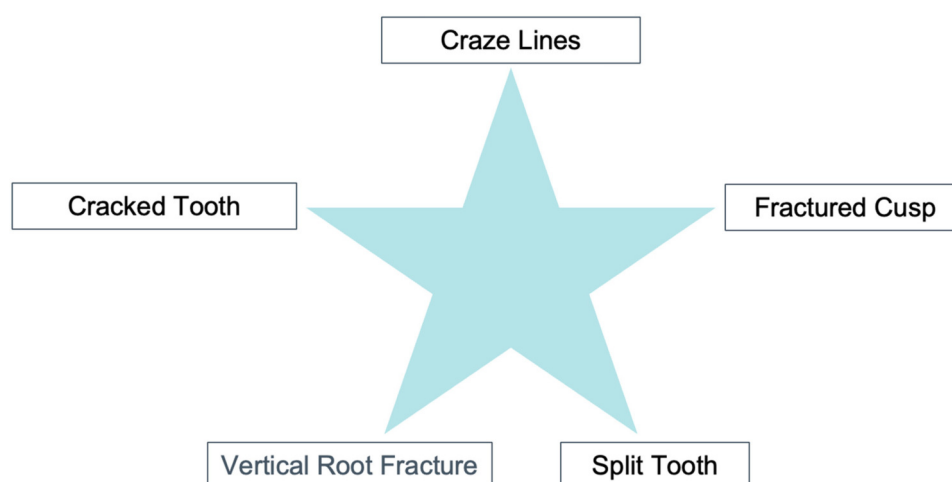 Craze Lines
Cracked Tooth
Fractured Cusp
Vertical Root Fracture
Split Tooth